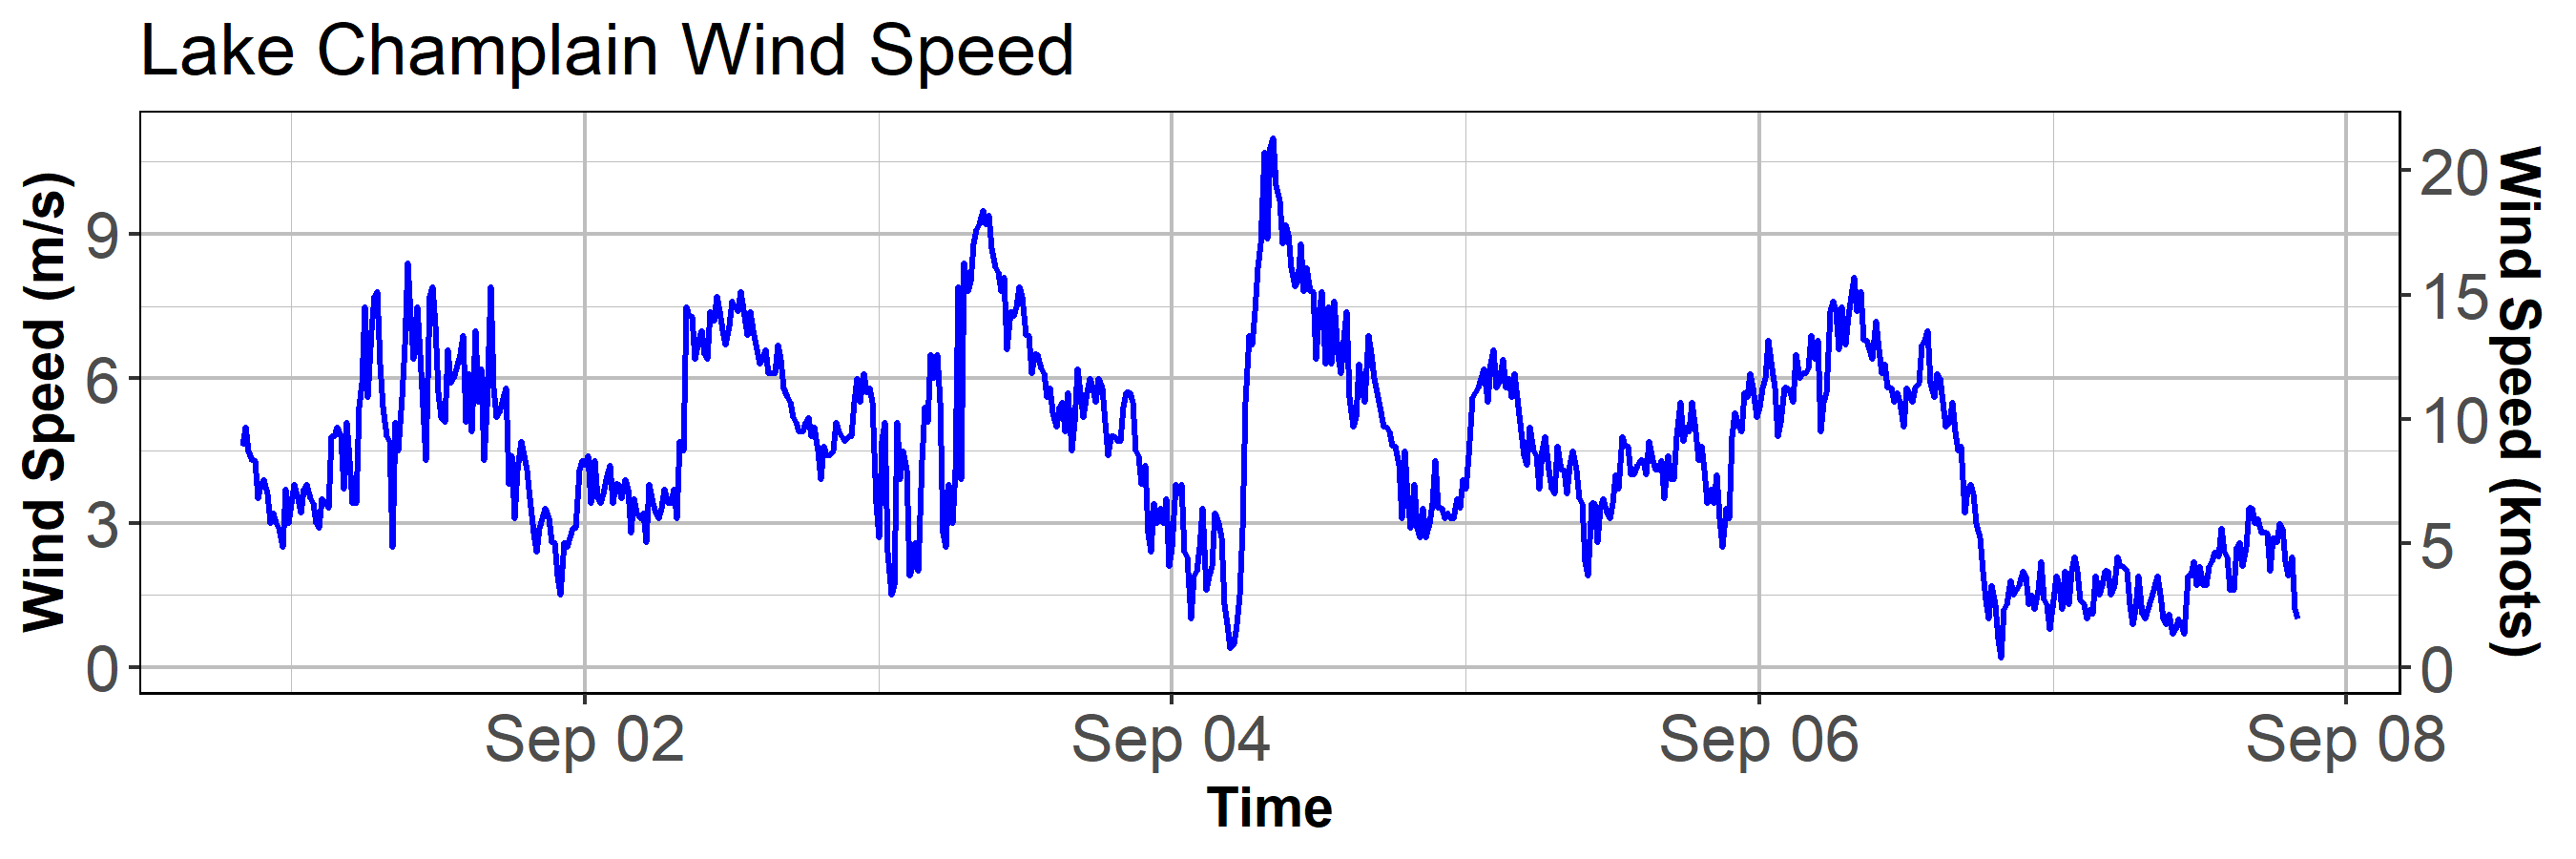 Lake Champlain Wind Speed
Wind Speed (m/s)
9
6
3
0
20
15
10
5
0
Wind Speed (knots)
Sep 02
Sep 04
Sep 06
Sep 08
Time